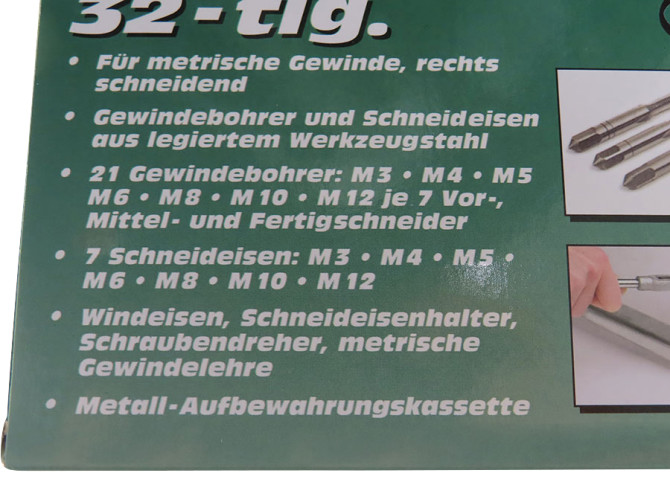 32-tlg.
• Für metrische Gewinde, rechts
schneidend
• Gewindebohrer und Schneideisen
aus legiertem Werkzeugstahl
• 21 Gewindebohrer: M3 • M4 • M5
M6 • M8 • M10 • M12 je 7 Vor-,
Mittel- und Fertigschneider
• 7 Schneideisen: M3 • M4 • M5 •
M6 • M8 • M10 • M12
• Windeisen, Schneideisenhalter,
Schraubendreher, metrische
Gewindelehre
• Metall-Aufbewahrungskassette